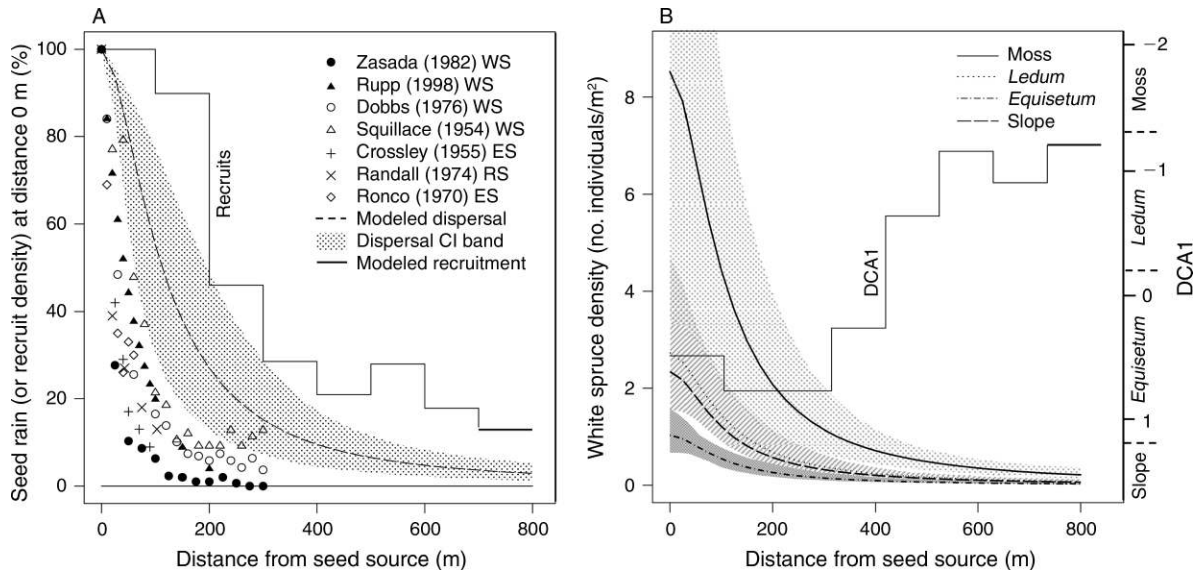 A
Seed rain (or recruit density) at distance 0 m (%)
100
80
60
40
20
0
Recruits
Zasada (1982) WS
Rupp (1998) WS
Dobbs (1976) WS
Squillace (1954) WS
Crossley (1955) ES
Randall (1974) RS
Ronco (1970) ES
Modeled dispersal
Dispersal CI band
Modeled recruitment
0 200 400 600 800
Distance from seed source (m)
B
White spruce density (no. individuals/m²)
8
6
4
2
0
Moss
Ledum
Equisetum
Slope
DCA1
0 200 400 600 800
Distance from seed source (m)
−2
−1
0
1
Moss
Ledum
Equisetum
Slope
DCA1